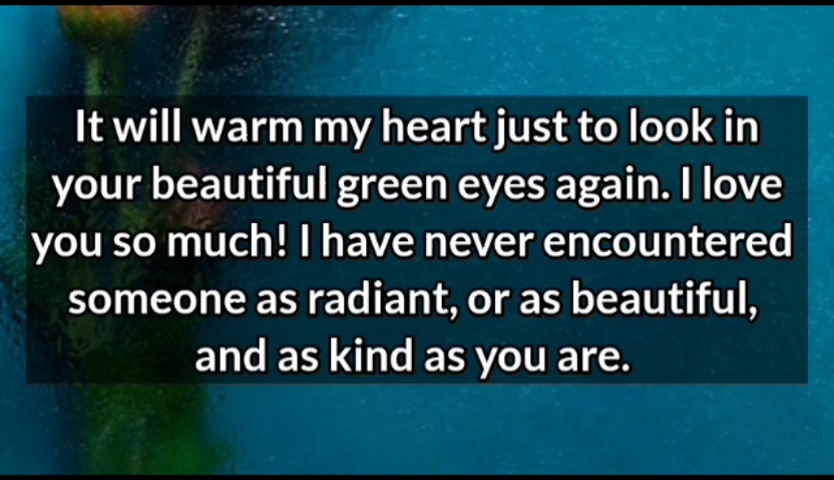 It will warm my heart just to look in
your beautiful green eyes again. I love
you so much! I have never encountered
someone as radiant, or as beautiful,
and as kind as you are.